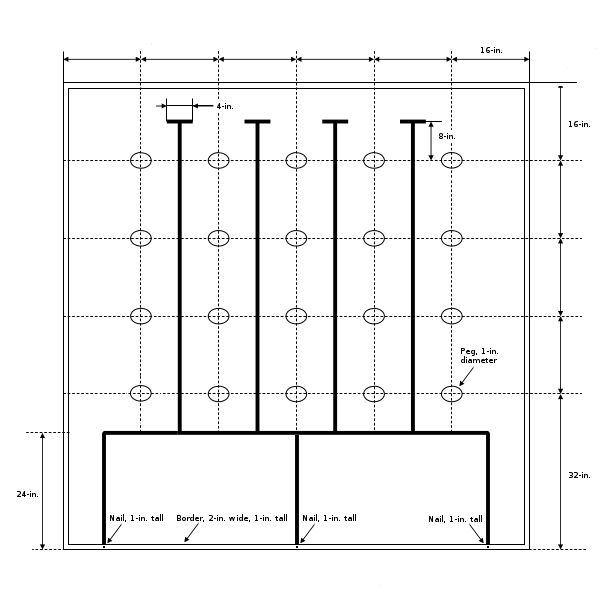 16-in.
4-in.
16-in.
8-in.
Peg, 1-in.
diameter
32-in.
24-in.
Nail, 1-in. tall
Border, 2-in. wide, 1-in. tall
Nail, 1-in. tall
Nail, 1-in. tall